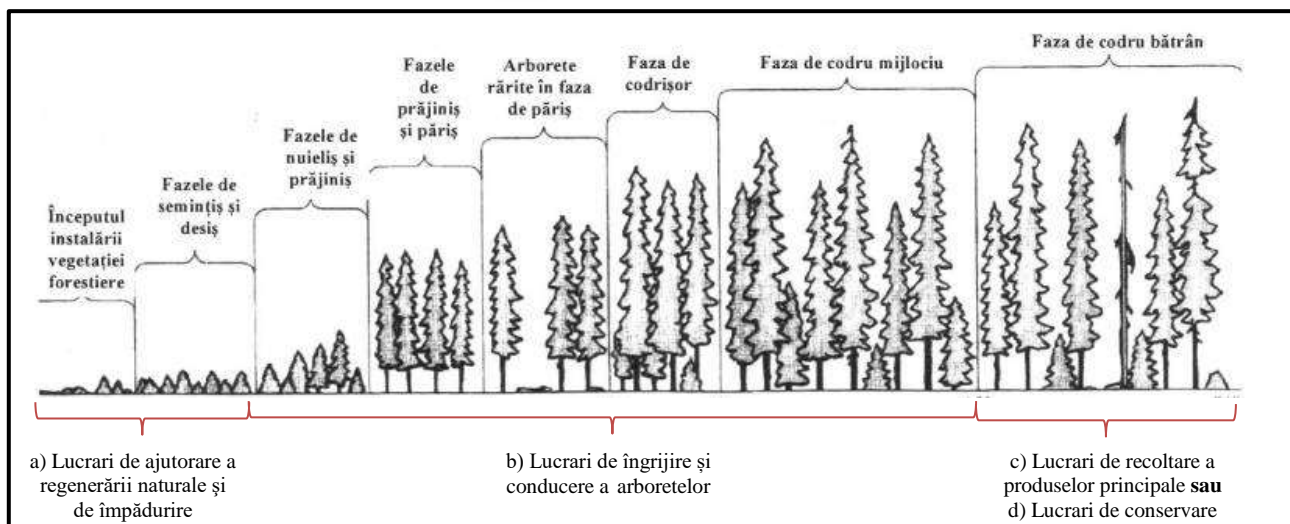 Începutul
instalării
vegetației
forestiere
Fazele de
semințiș și
desiș
Fazele de
nuieliș și
prăjiniș
Fazele
de
prăjiniș
și păriș
Arborete
rărite în faza
de păriș
Faza de
codrișor
Faza de codru mijlociu
Faza de codru bătrân
a) Lucrari de ajutorare a
regenerării naturale şi
de împădurire
b) Lucrari de îngrijire și
conducere a arboretelor
c) Lucrari de recoltare a
produselor principale sau
d) Lucrari de conservare